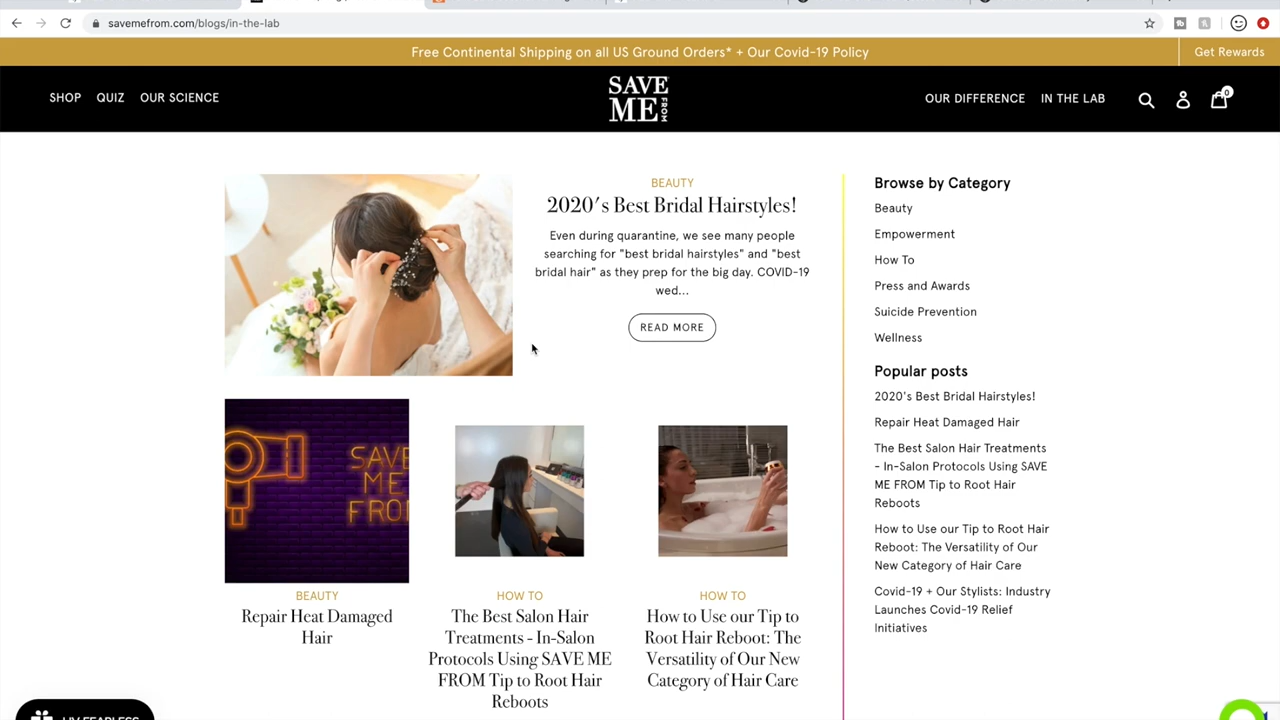 savemefrom.com/blogs/in-the-lab
Free Continental Shipping on all US Ground Orders* + Our Covid-19 Policy
Get Rewards
SHOP
QUIZ
OUR SCIENCE
SAVE
ME FROM
OUR DIFFERENCE
IN THE LAB
0
BEAUTY
2020's Best Bridal Hairstyles!
Even during quarantine, we see many people
searching for "best bridal hairstyles" and "best
bridal hair" as they prep for the big day. COVID-19
wed...
READ MORE
SAVE
ME
FROM
BEAUTY
Repair Heat Damaged
Hair
HOW TO
The Best Salon Hair
Treatments - In-Salon
Protocols Using SAVE ME
FROM Tip to Root Hair
Reboots
HOW TO
How to Use our Tip to
Root Hair Reboot: The
Versatility of Our New
Category of Hair Care
Browse by Category
Beauty
Empowerment
How To
Press and Awards
Suicide Prevention
Wellness
Popular posts
2020's Best Bridal Hairstyles!
Repair Heat Damaged Hair
The Best Salon Hair Treatments
- In-Salon Protocols Using SAVE
ME FROM Tip to Root Hair
Reboots
How to Use our Tip to Root Hair
Reboot: The Versatility of Our
New Category of Hair Care
Covid-19 + Our Stylists: Industry
Launches Covid-19 Relief
Initiatives
LIV FEARLESS